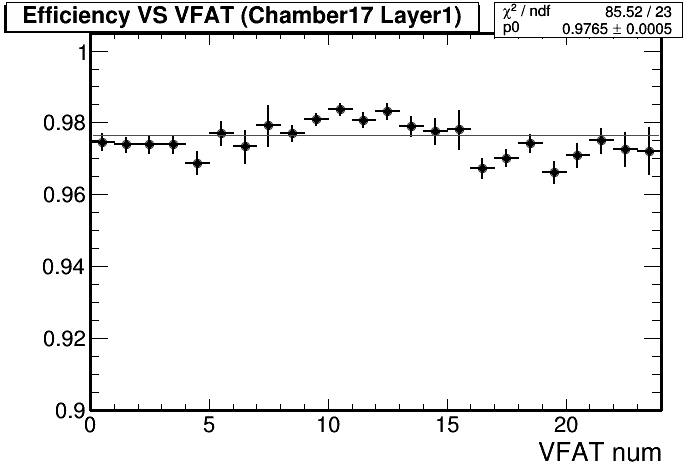 Efficiency VS VFAT (Chamber17 Layer1)
χ² / ndf 85.52 / 23
p0 0.9765 ± 0.0005
1
0.98
0.96
0.94
0.92
0.9
0 5 10 15 20
VFAT num